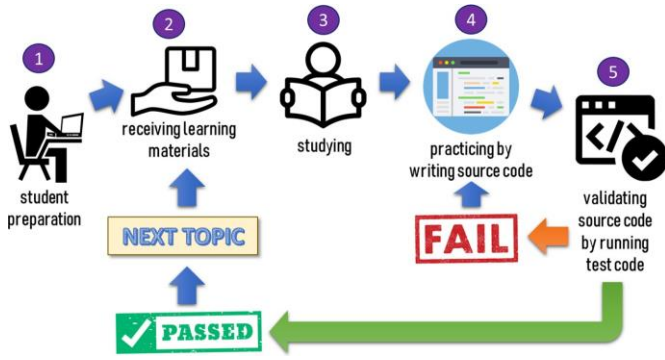 1
student
preparation
2
receiving learning
materials
3
studying
4
practicing by
writing source code
5
</>
validating
source code
by running
test code
FAIL
NEXT TOPIC
PASSED